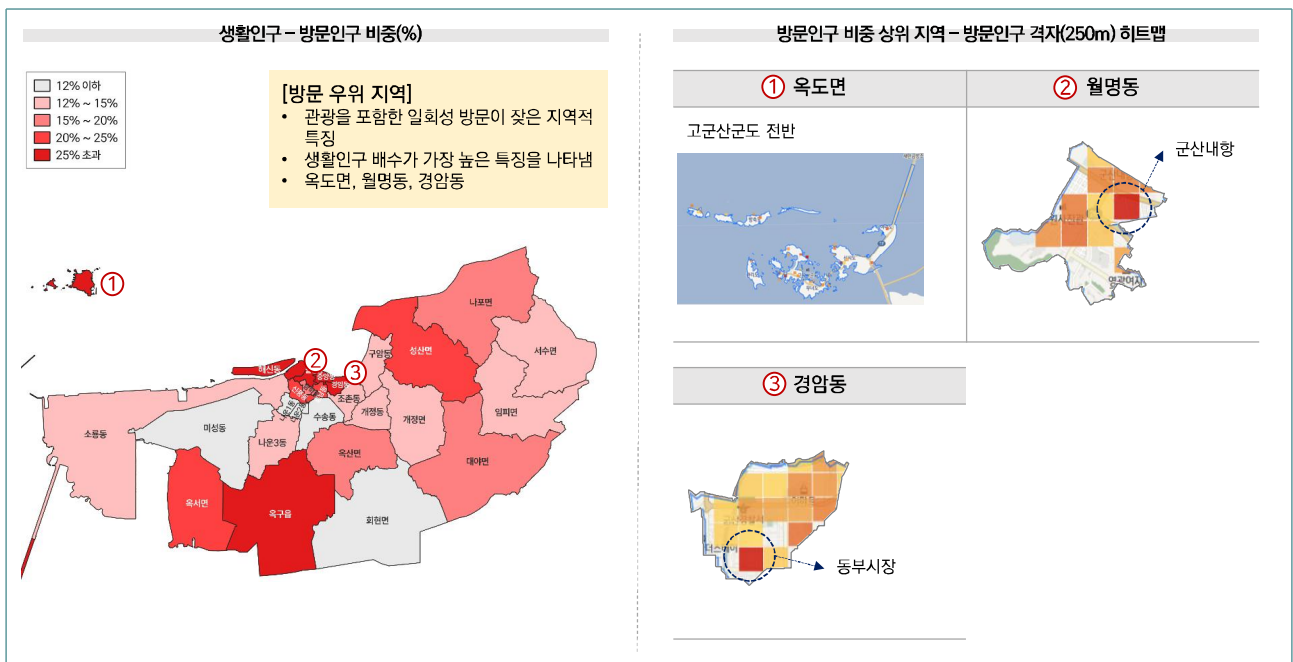 생활인구 – 방문인구 비중(%)
12% 이하
12% ~ 15%
15% ~ 20%
20% ~ 25%
25% 초과
[방문 우위 지역]
• 관광을 포함한 일회성 방문이 잦은 지역적
특징
• 생활인구 배수가 가장 높은 특징을 나타냄
• 옥도면, 월명동, 경암동
①
②
③
나포면
서수면
구암동
성산면
해신동
조촌동
개정동
개정면
임피면
수송동
소룡동
미성동
나운3동
옥산면
대야면
옥서면
옥구읍
회현면
방문인구 비중 상위 지역 – 방문인구 격자(250m) 히트맵
① 옥도면
② 월명동
고군산군도 전반
군산내항
③ 경암동
동부시장